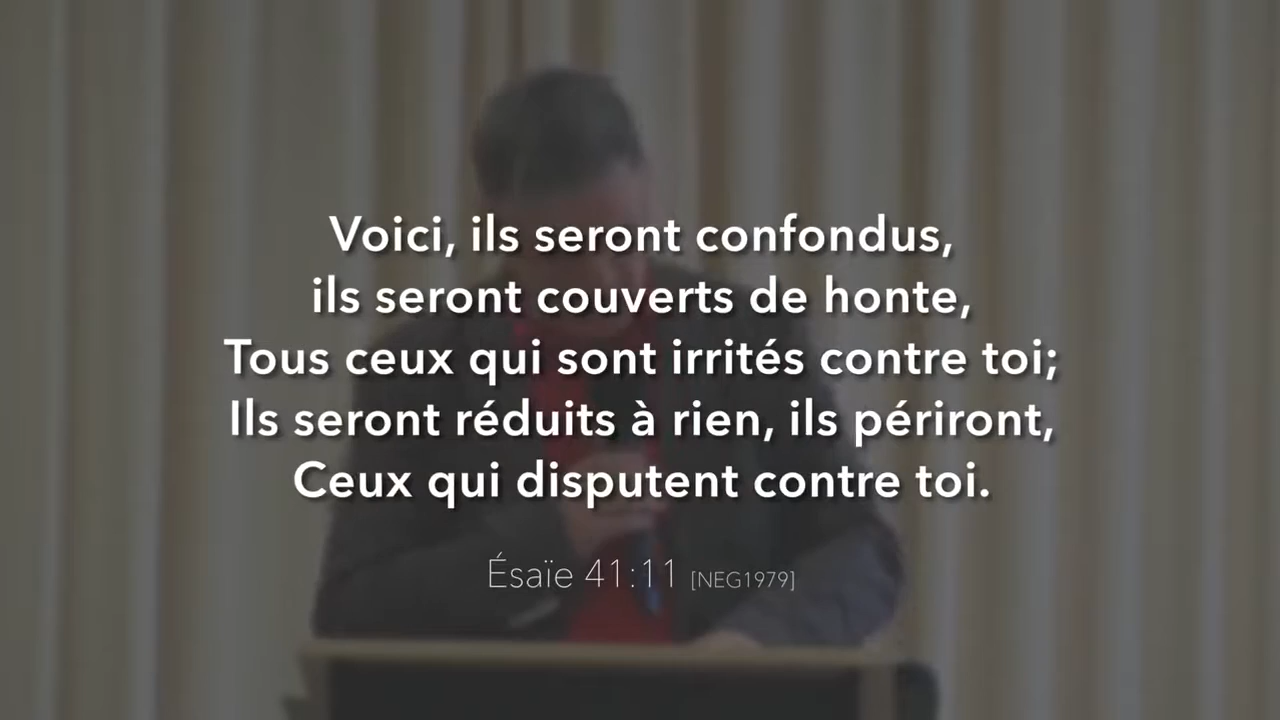 Voici, ils seront confondus,
ils seront couverts de honte,
Tous ceux qui sont irrités contre toi;
Ils seront réduits à rien, ils périront,
Ceux qui disputent contre toi.
Ésaïe 41:11 [NEG1979]